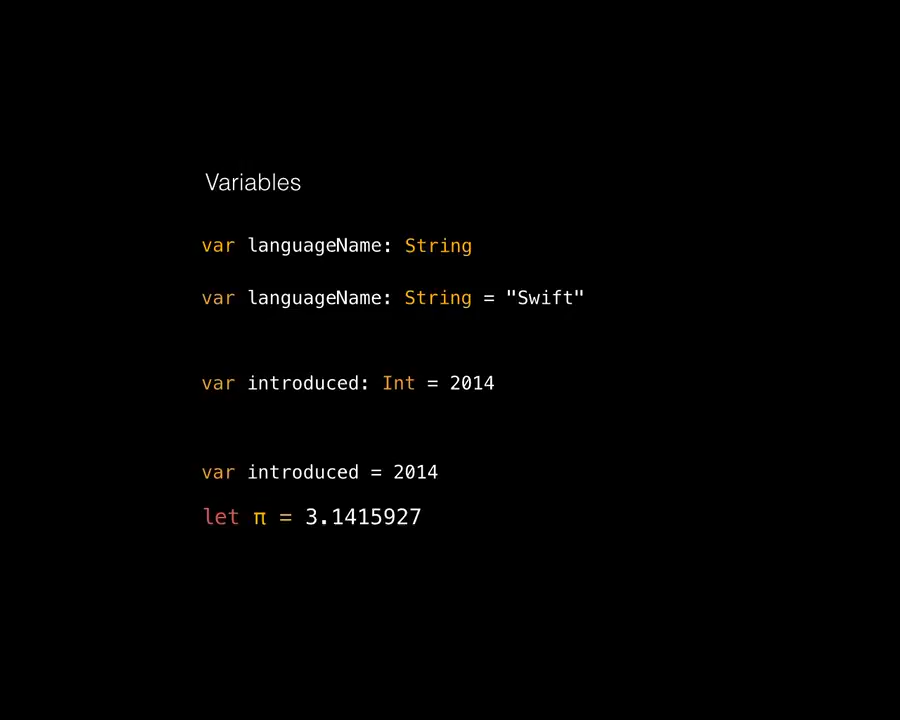 Variables
var languageName: String
var languageName: String = "Swift"
var introduced: Int = 2014
var introduced = 2014
let π = 3.1415927